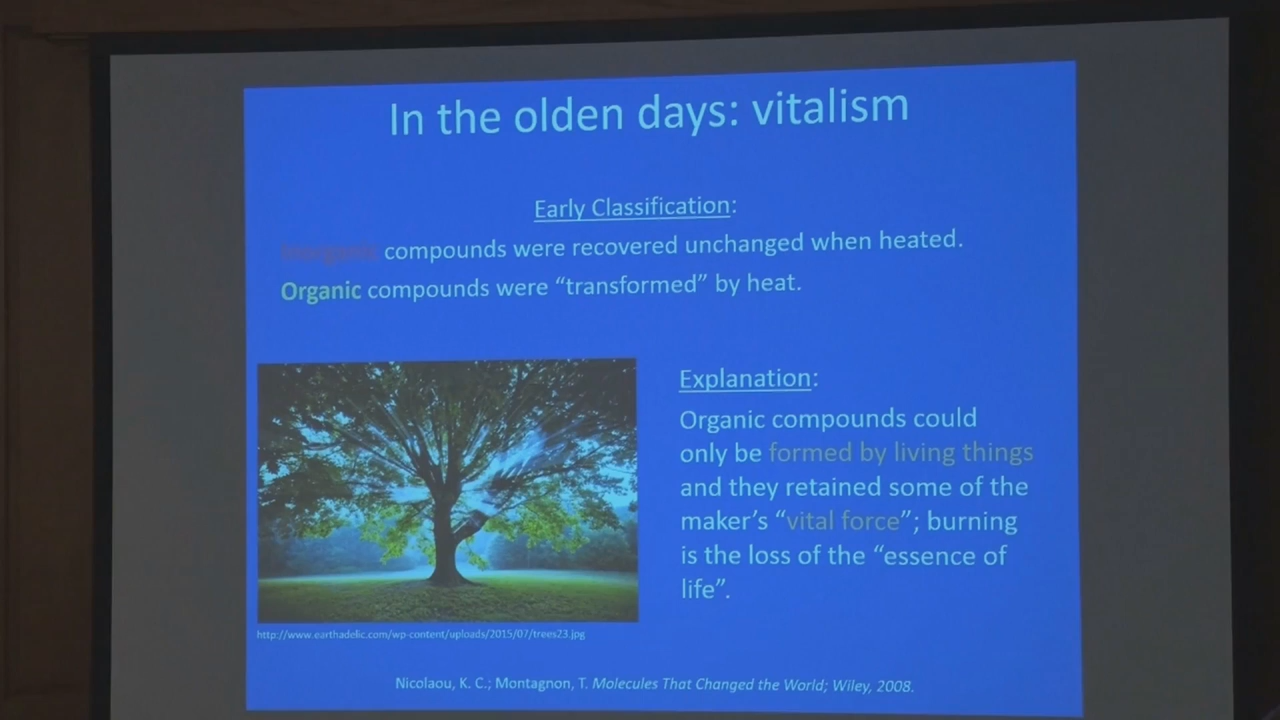 In the olden days: vitalism
Early Classification:
Inorganic compounds were recovered unchanged when heated.
Organic compounds were “transformed” by heat.
Explanation:
Organic compounds could
only be formed by living things
and they retained some of the
maker’s “vital force”; burning
is the loss of the “essence of
life”.
http://www.earthadelic.com/wp-content/uploads/2015/07/trees23.jpg
Nicolaou, K. C.; Montagnon, T. Molecules That Changed the World; Wiley, 2008.